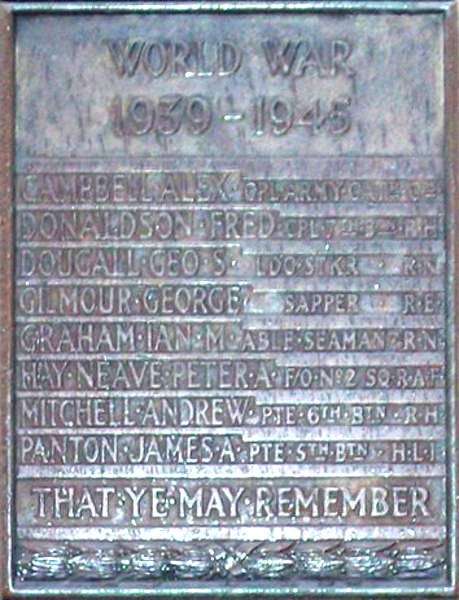 WORLD WAR
1939-1945
CAMPBELL·ALEX· CPL·ARMY·
DONALDSON·FRED· CPL·7TH·BTN·R·H
DOUGALL·GEO·S· LDG·STKR · R·N
GILMOUR·GEORGE· SAPPER · R·E·
GRAHAM·IAN·M· ABLE·SEAMAN·R·N·
HAY·NEAVE·PETER·A· F/O·No2 SQ·R·A·F
MITCHELL·ANDREW· PTE·6TH·BTN·R·H
PANTON·JAMES·A· PTE·5TH·BTN·H·L·I
THAT·YE·MAY·REMEMBER